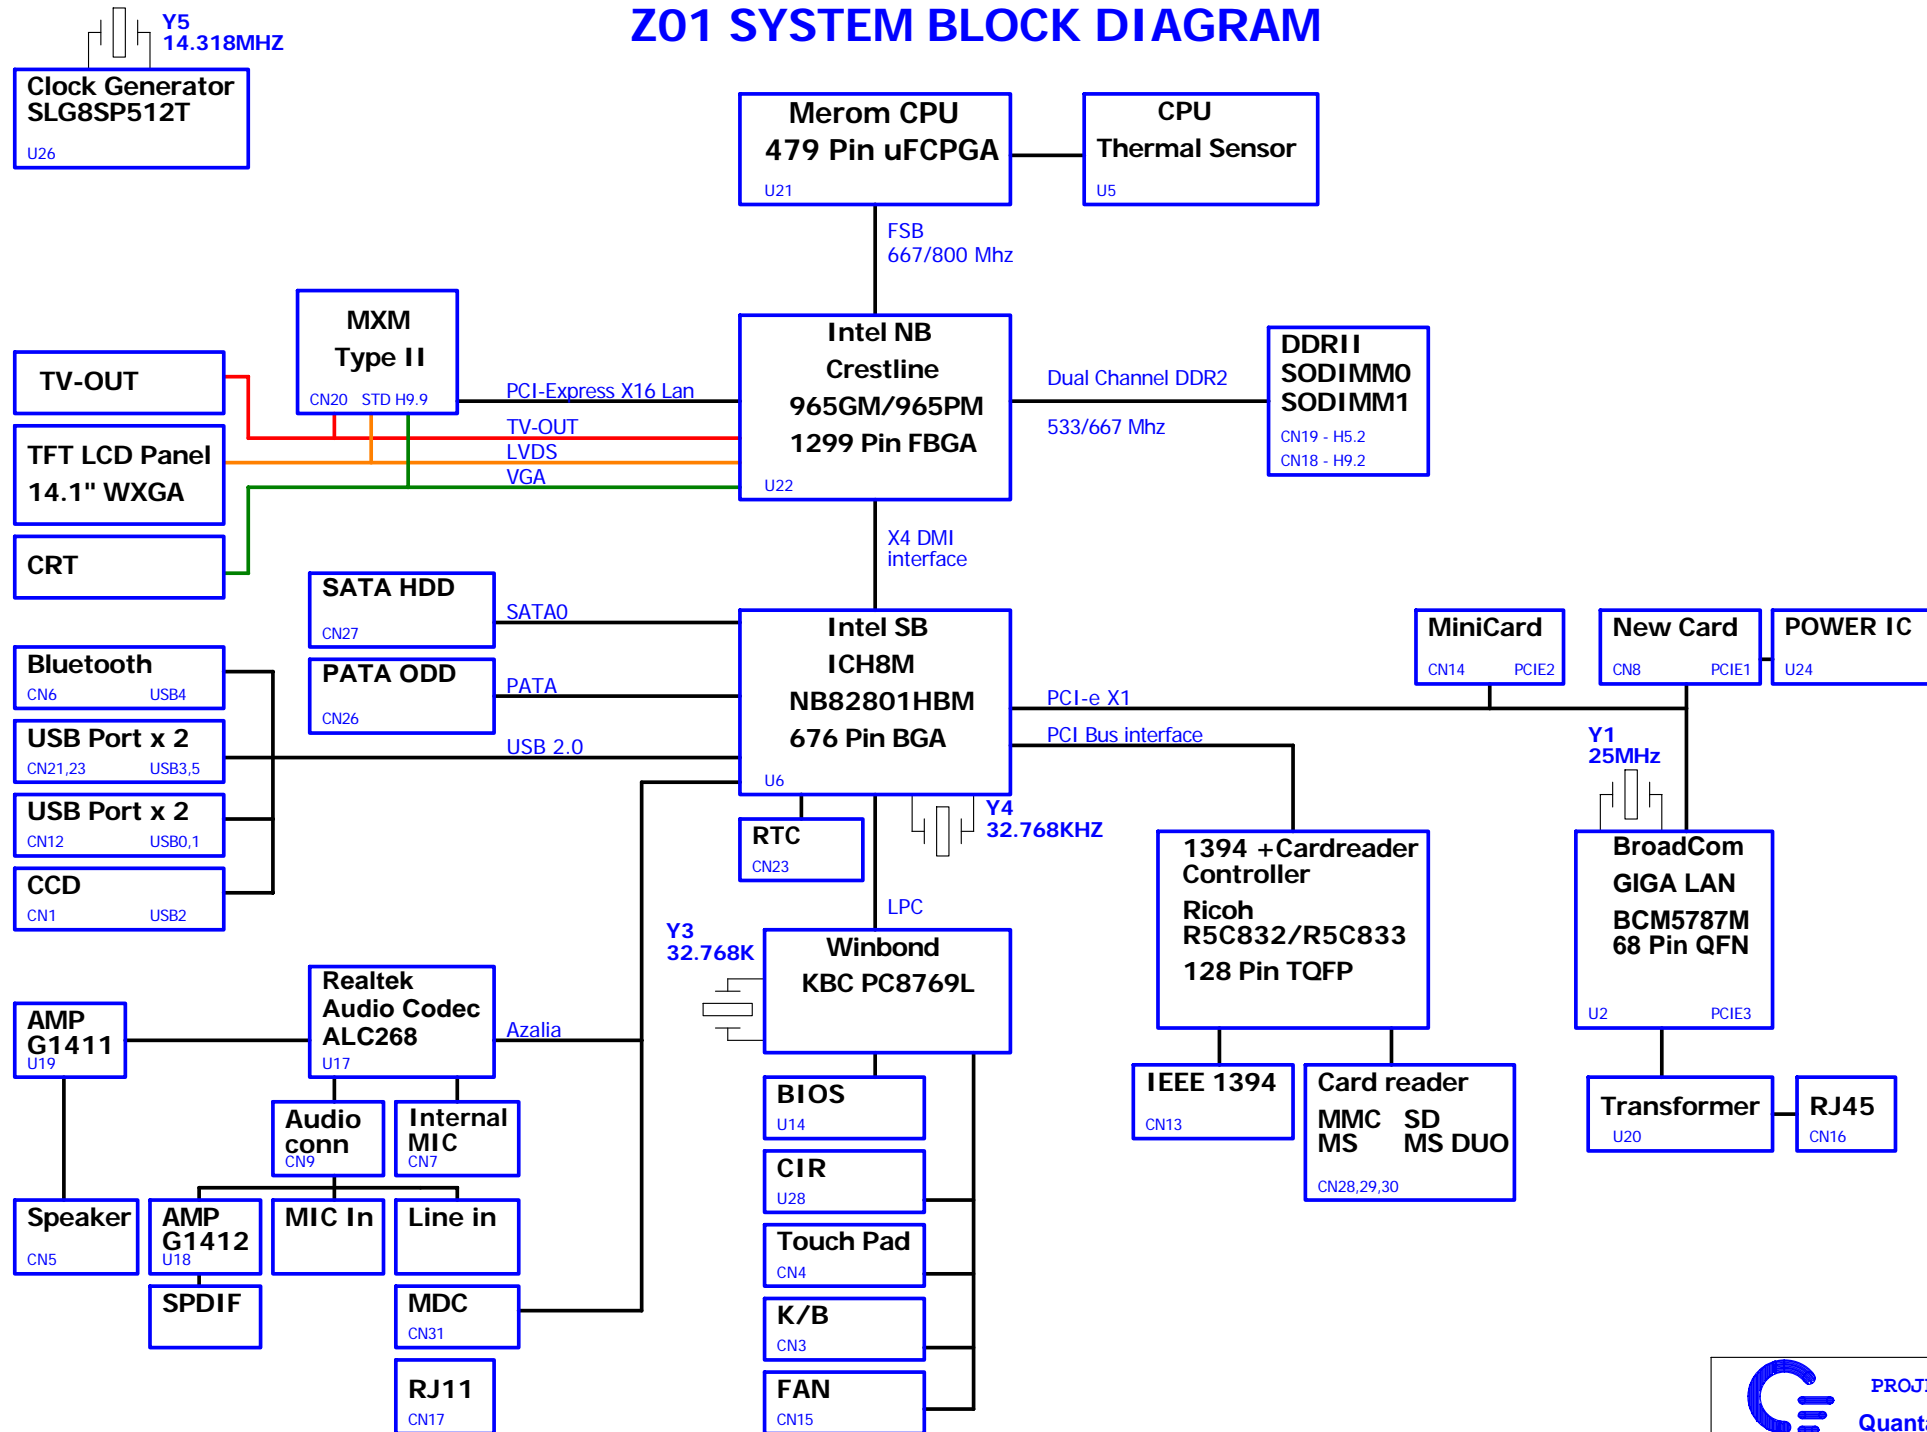 Z01 SYSTEM BLOCK DIAGRAM
Y5
14.318MHZ
Clock Generator
SLG8SP512T
U26
Merom CPU
479 Pin uFCPGA
U21
CPU
Thermal Sensor
U5
FSB
667/800 Mhz
MXM
Type II
CN20 STD H9.9
Intel NB
Crestline
965GM/965PM
1299 Pin FBGA
U22
DDRII
SODIMM0
SODIMM1
CN19 - H5.2
CN18 - H9.2
Dual Channel DDR2
533/667 Mhz
PCI-Express X16 Lan
TV-OUT
LVDS
VGA
TV-OUT
TFT LCD Panel
14.1" WXGA
CRT
X4 DMI
interface
SATA HDD
CN27
SATA0
PATA ODD
CN26
PATA
USB 2.0
Intel SB
ICH8M
NB82801HBM
676 Pin BGA
U6
Bluetooth
CN6 USB4
USB Port x 2
CN21,23 USB3,5
USB Port x 2
CN12 USB0,1
CCD
CN1 USB2
PCI-e X1
PCI Bus interface
MiniCard
CN14 PCIE2
New Card
CN8 PCIE1
POWER IC
U24
Y1
25MHz
RTC
CN23
Y4
32.768KHZ
1394 +Cardreader
Controller
Ricoh
R5C832/R5C833
128 Pin TQFP
BroadCom
GIGA LAN
BCM5787M
68 Pin QFN
U2 PCIE3
LPC
Y3
32.768K
Winbond
KBC PC8769L
Realtek
Audio Codec
ALC268
U17
Azalia
AMP
G1411
U19
Audio
conn
CN9
Internal
MIC
CN7
Speaker
CN5
AMP
G1412
U18
MIC In
Line in
SPDIF
MDC
CN31
RJ11
CN17
BIOS
U14
CIR
U28
Touch Pad
CN4
K/B
CN3
FAN
CN15
IEEE 1394
CN13
Card reader
MMC SD
MS MS DUO
CN28,29,30
Transformer
U20
RJ45
CN16